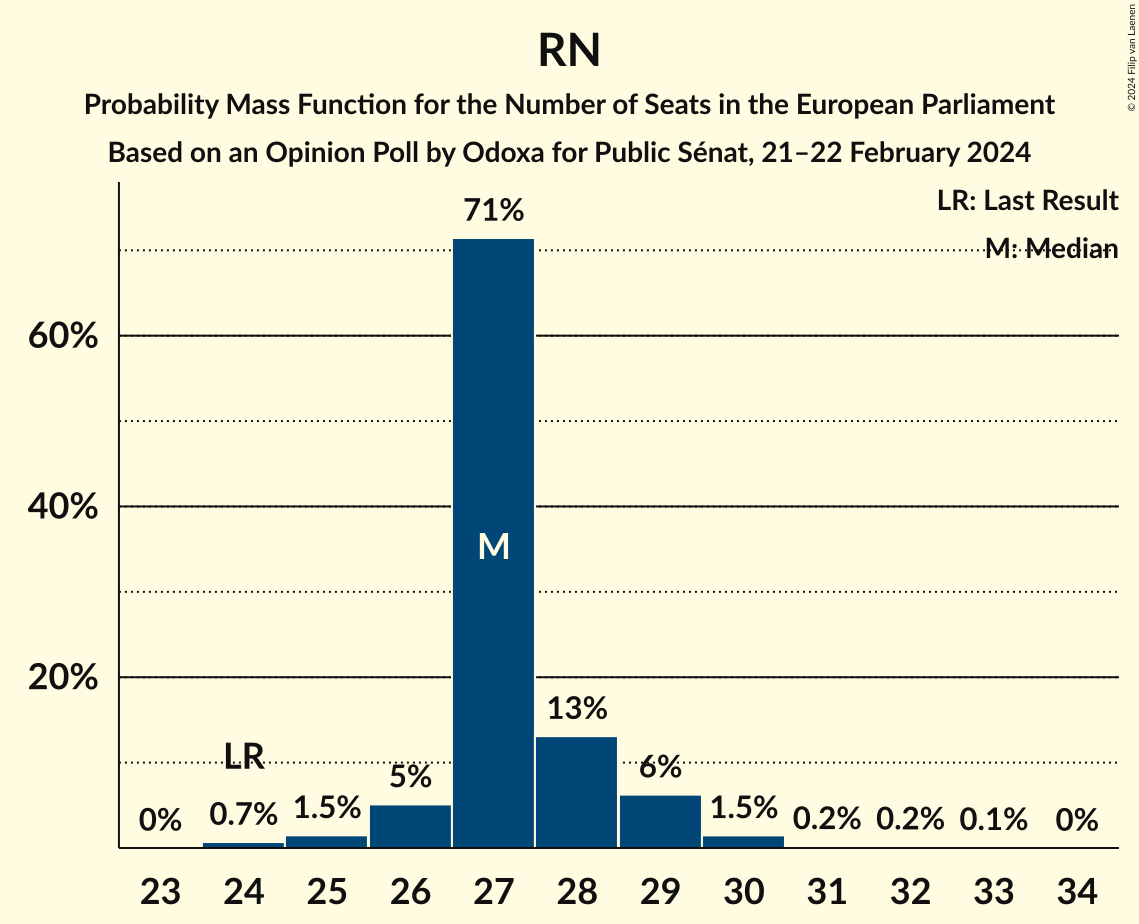 RN
Probability Mass Function for the Number of Seats in the European Parliament
Based on an Opinion Poll by Odoxa for Public Sénat, 21–22 February 2024
© 2024 Filip van Laenen
LR: Last Result
M: Median
71%
60%
40%
M
20%
13%
LR
5%
6%
0%
0.7%
1.5%
1.5%
0.2%
0.2%
0.1%
0%
23 24 25 26 27 28 29 30 31 32 33 34